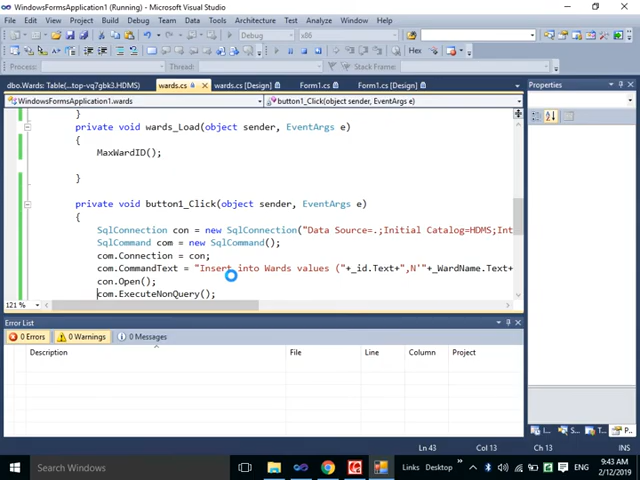 WindowsFormsApplication1 (Running) - Microsoft Visual Studio
File Edit View Project Build Debug Team Data Tools Architecture Test Analyze Window Help
Debug
Hex
Process: Thread: Stack Frame:
dbo.Wards: Table(...top-vq7gbk3.HDMS) wards.cs wards.cs [Design] Form1.cs Form1.cs [Design]
Properties
WindowsFormsApplication1.wards button1_Click(object sender, EventArgs e)
}
private void wards_Load(object sender, EventArgs e)
{
MaxWardID();
}
private void button1_Click(object sender, EventArgs e)
{
SqlConnection con = new SqlConnection("Data Source=.;Initial Catalog=HDMS;Int
SqlCommand com = new SqlCommand();
com.Connection = con;
com.CommandText = "Insert into Wards values ("+_id.Text+",N'"+_WardName.Text+
con.Open();
com.ExecuteNonQuery();
121 %
Error List
0 Errors 0 Warnings 0 Messages
Description File Line Column Project
I... S... T... P...
Ln 43 Col 13 Ch 13 INS
Search Windows
Links Desktop
9:43 AM
2/12/2019